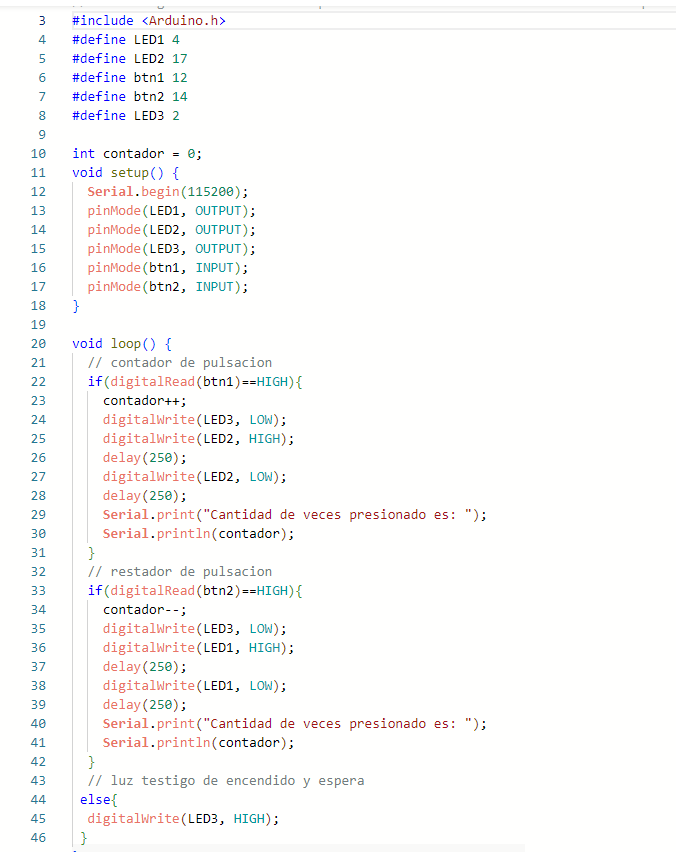 3 #include <Arduino.h>
4 #define LED1 4
5 #define LED2 17
6 #define btn1 12
7 #define btn2 14
8 #define LED3 2
9
10 int contador = 0;
11 void setup() {
12   Serial.begin(115200);
13   pinMode(LED1, OUTPUT);
14   pinMode(LED2, OUTPUT);
15   pinMode(LED3, OUTPUT);
16   pinMode(btn1, INPUT);
17   pinMode(btn2, INPUT);
18 }
19
20 void loop() {
21   // contador de pulsacion
22   if(digitalRead(btn1)==HIGH){
23     contador++;
24     digitalWrite(LED3, LOW);
25     digitalWrite(LED2, HIGH);
26     delay(250);
27     digitalWrite(LED2, LOW);
28     delay(250);
29     Serial.print("Cantidad de veces presionado es: ");
30     Serial.println(contador);
31   }
32   // restador de pulsacion
33   if(digitalRead(btn2)==HIGH){
34     contador--;
35     digitalWrite(LED3, LOW);
36     digitalWrite(LED1, HIGH);
37     delay(250);
38     digitalWrite(LED1, LOW);
39     delay(250);
40     Serial.print("Cantidad de veces presionado es: ");
41     Serial.println(contador);
42   }
43   // luz testigo de encendido y espera
44  else{
45   digitalWrite(LED3, HIGH);
46  }